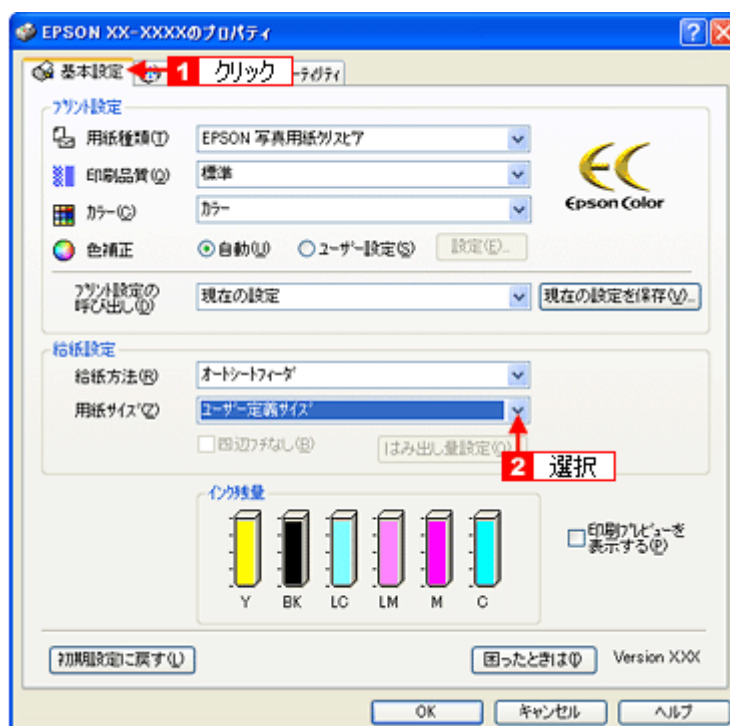 EPSON XX-XXXXのプロパティ
基本設定
1 クリック
ーティリティ
プリント設定
用紙種類(T) EPSON 写真用紙クリスピア
印刷品質(Q) 標準
カラー(C) カラー
色補正 自動(U) ユーザー設定(S) 設定(E)...
Epson Color
プリント設定の
呼び出し(D)
現在の設定 現在の設定を保存(V)...
給紙設定
給紙方法(R) オートシートフィーダ
用紙サイズ(Z) ユーザー定義サイズ
四辺フチなし(B) はみ出し量設定(O)
2 選択
インク残量
Y BK LC LM M C
印刷プレビューを
表示する(P)
初期設定に戻す(L) 困ったときは(I) Version XXX
OK キャンセル ヘルプ